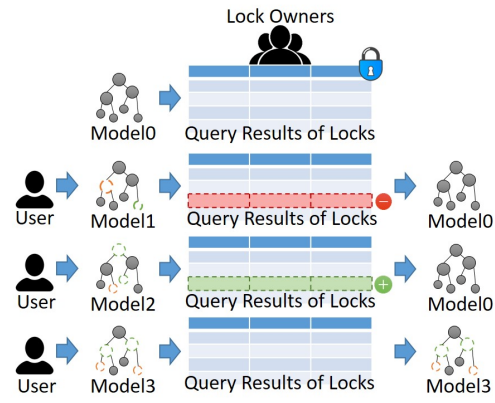 Lock Owners
Model0
Query Results of Locks
User
Model1
Query Results of Locks
Model0
User
Model2
Query Results of Locks
Model0
User
Model3
Query Results of Locks
Model3